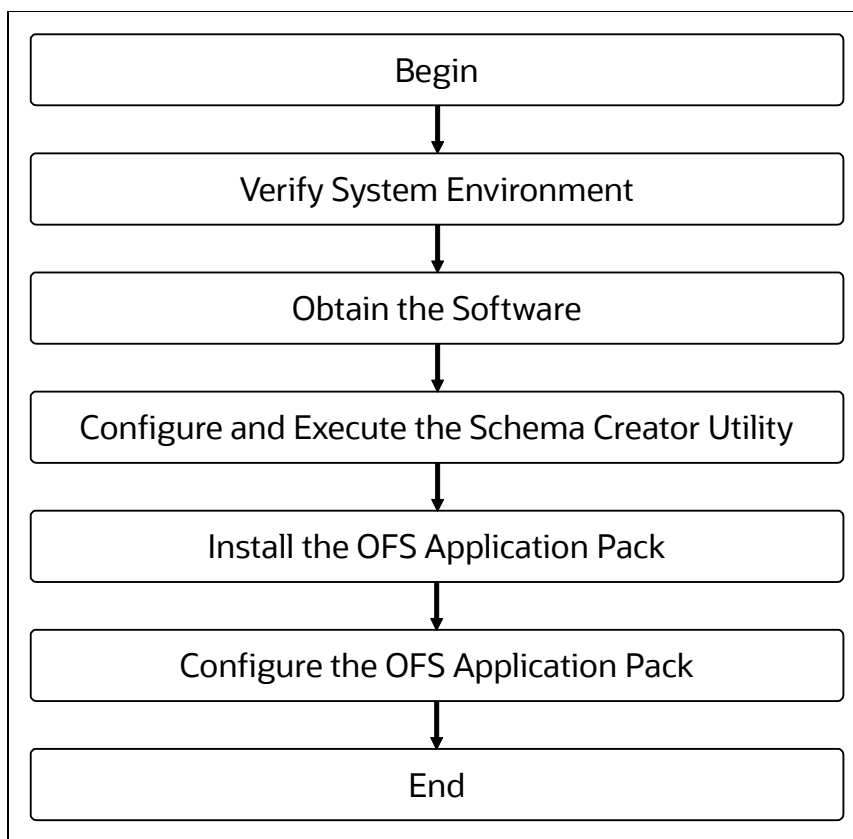 Begin
Verify System Environment
Obtain the Software
Configure and Execute the Schema Creator Utility
Install the OFS Application Pack
Configure the OFS Application Pack
End